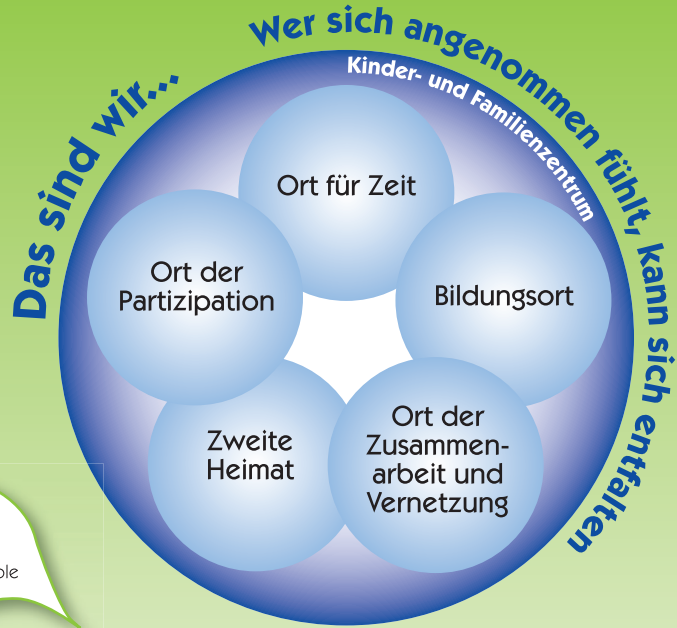 Das sind wir...
Wer sich angenommen fühlt, kann sich entfalten
Kinder- und Familienzentrum
Ort für Zeit
Ort der
Partizipation
Bildungsort
Zweite
Heimat
Ort der
Zusammen-
arbeit und
Vernetzung